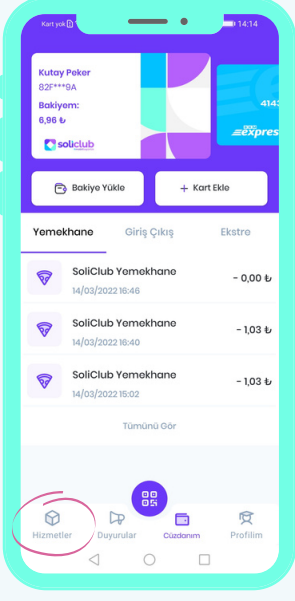 Kart yok
14:14
Kutay Peker
82F***9A
Bakiyem:
6,96 ₺
soliclub
4143
express
Bakiye Yükle
+ Kart Ekle
Yemekhane
Giriş Çıkış
Ekstre
SoliClub Yemekhane
- 0,00 ₺
14/03/2022 16:46
SoliClub Yemekhane
- 1,03 ₺
14/03/2022 16:40
SoliClub Yemekhane
- 1,03 ₺
14/03/2022 15:02
Tümünü Gör
Hizmetler
Duyurular
Cüzdanım
Profilim